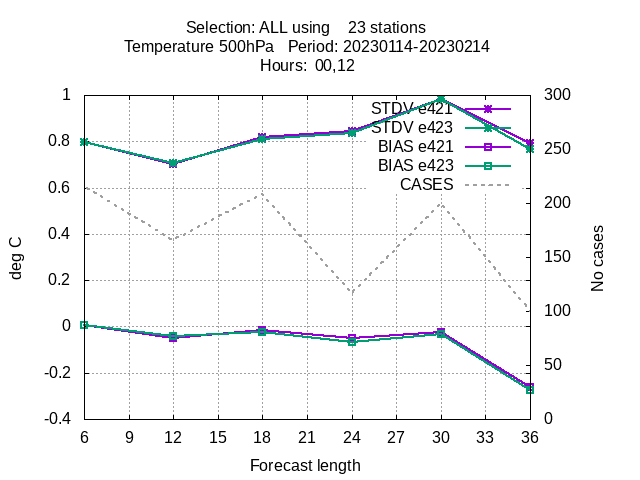 Selection: ALL using    23 stations
Temperature 500hPa   Period: 20230114-20230214
Hours:  00,12
1
0.8
0.6
0.4
0.2
0
-0.2
-0.4
deg C
STDV e421
STDV e423
BIAS e421
BIAS e423
CASES
300
250
200
150
100
50
0
No cases
6 9 12 15 18 21 24 27 30 33 36
Forecast length